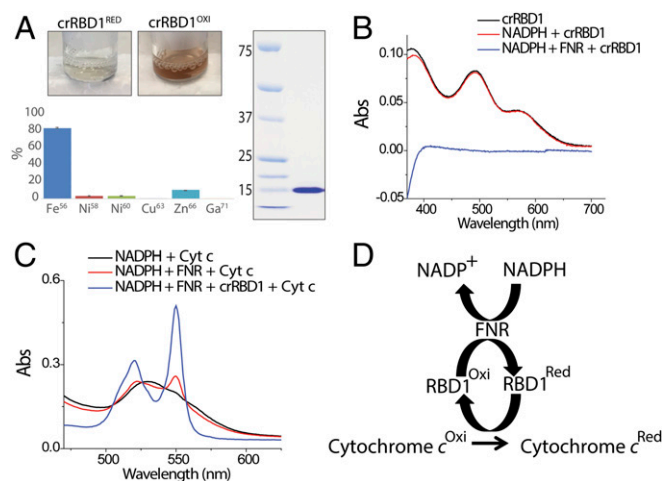 A
crRBD1RED
crRBD1OXI
100
80
60
40
20
0
%
Fe56 Ni58 Ni60 Cu63 Zn66 Ga71
75
37
25
15
B
crRBD1
NADPH + crRBD1
NADPH + FNR + crRBD1
0.10
0.05
0.00
-0.05
Abs
400 500 600 700
Wavelength (nm)
C
NADPH + Cyt c
NADPH + FNR + Cyt c
NADPH + FNR + crRBD1 + Cyt c
0.6
0.3
0.0
Abs
500 550 600
Wavelength (nm)
D
NADP+ NADPH
FNR
RBD1Oxi RBD1Red
Cytochrome cOxi Cytochrome cRed